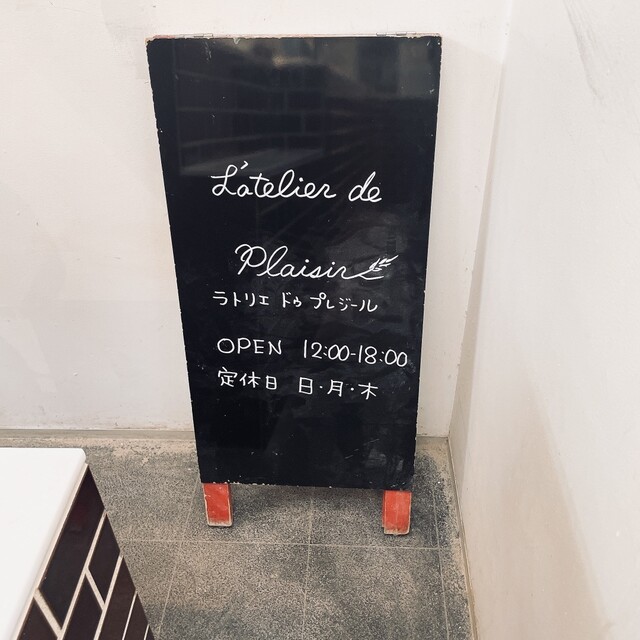 L'atelier de
Plaisir
ラトリエ ドゥ プレジール
OPEN 12:00-18:00
定休日 日・月・木